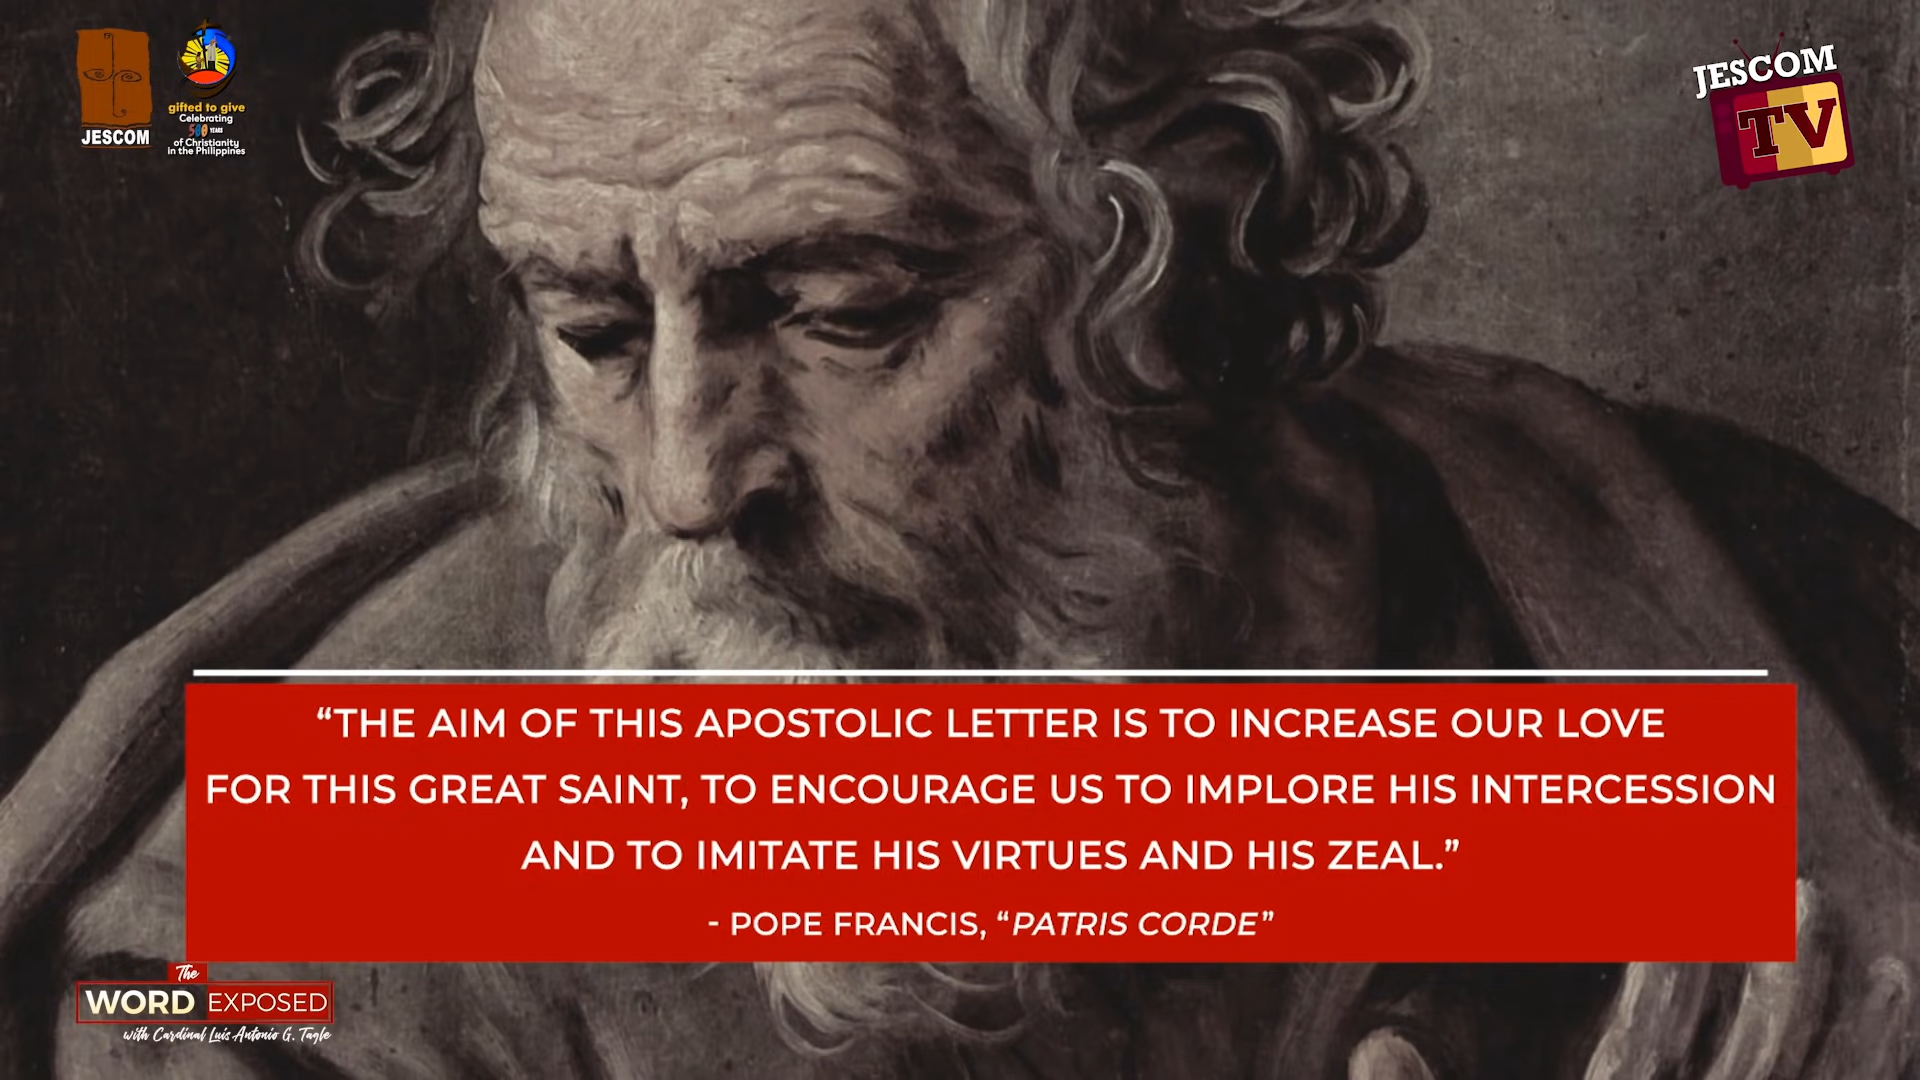 JESCOM
gifted to give
Celebrating
500 YEARS
of Christianity
in the Philippines
JESCOM
TV
“THE AIM OF THIS APOSTOLIC LETTER IS TO INCREASE OUR LOVE
FOR THIS GREAT SAINT, TO ENCOURAGE US TO IMPLORE HIS INTERCESSION
AND TO IMITATE HIS VIRTUES AND HIS ZEAL.”
- POPE FRANCIS, “PATRIS CORDE”
The
WORD EXPOSED
with Cardinal Luis Antonio G. Tagle